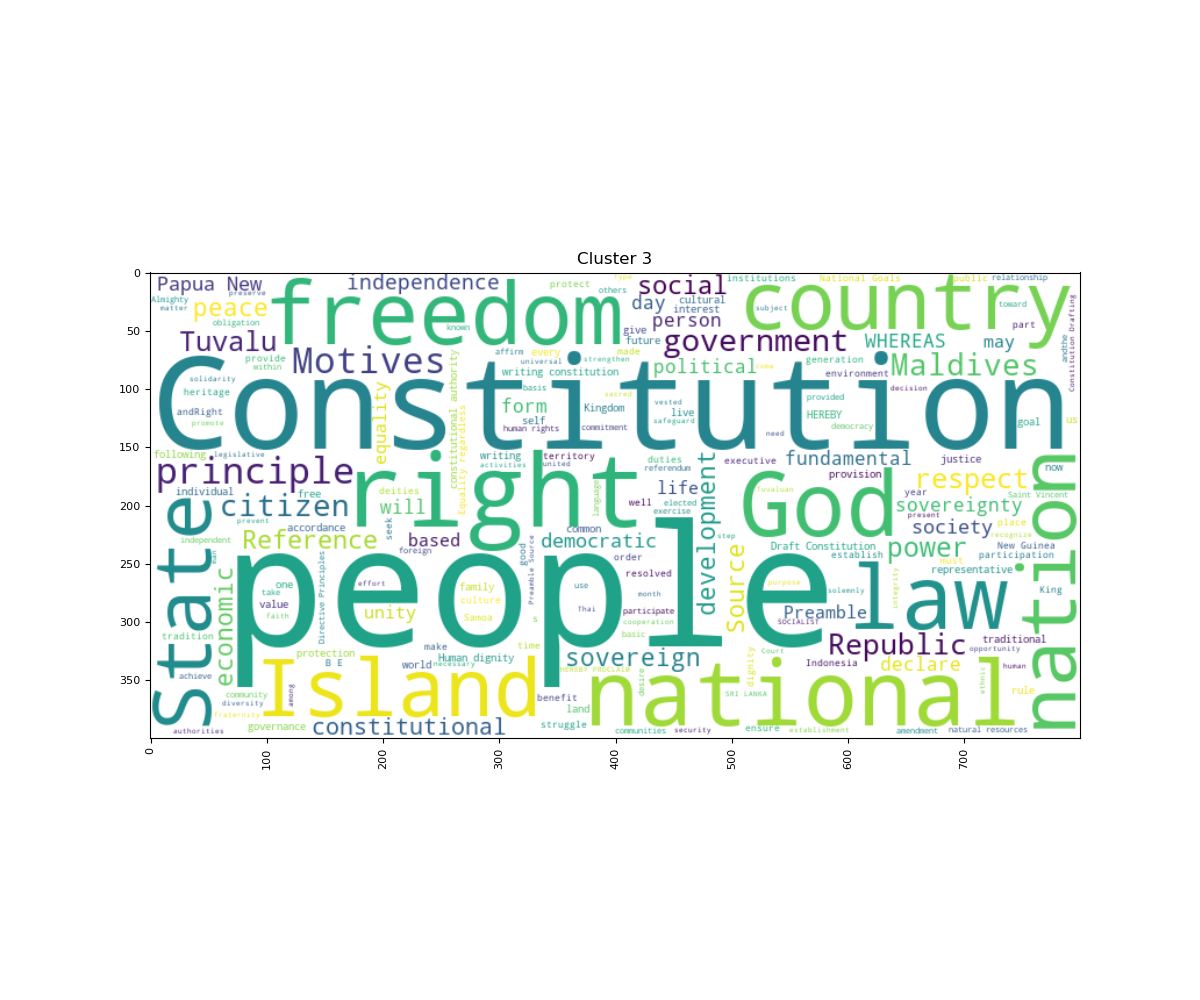 Cluster 3
0
50
100
150
200
250
300
350
0
100
200
300
400
500
600
700
Papua New
independence
protect
others
social
institutions
National Goals
public
relationship
Almighty
preserve
matter
peace
obligation
freedom
known
day
cultural
interest
country
subject
toward
part
Constitution Drafting
Tuvalu
give
future
person
government
WHEREAS
may
andthe
provide
within
Motives
affirm
every
made
universal
strengthen
writing constitution
political
come
generation
environment
Maldives
decision
solidarity
heritage
andRight
promote
Constitution
equality
constitutional authority
Equality regardless
basis
sacred
form
self
human rights
Kingdom
commitment
vested
live
safeguard
need
provided
HEREBY
democracy
goal
us
following
legislative
principle
writing
activities
territory
united
duties
referendum
executive
fundamental
justice
provision
respect
now
individual
citizen
free
right
deities
will
language
life
well
elected
exercise
development
God
tuvaluan
year
sovereignty
present
Saint Vincent
State
prevent
accordance
seek
independent
Reference
based
foreign
common
democratic
step
society
place
recognize
nation
man
economic
Directive Principles
people
good
order
Draft Constitution
establish
power
New Guinea
participation
must
one
take
value
faith
effort
family
culture
unity
Samoa
Preamble Source
s
use
Thai
resolved
month
participate
cooperation
basic
Source
purpose
solemnly
Preamble
SOCIALIST
integrity
law
representative
King
tradition
protection
B E
make
world
necessary
Human dignity
time
sovereign
HEREBY PROCLAIM
dignity
Court
Republic
Indonesia
declare
traditional
opportunity
human
achieve
community
diversity
fraternity
among
Island
benefit
land
desire
national
SRI LANKA
ethnic
rule
authorities
governance
constitutional
struggle
communities
security
ensure
establishment
amendment
natural resources